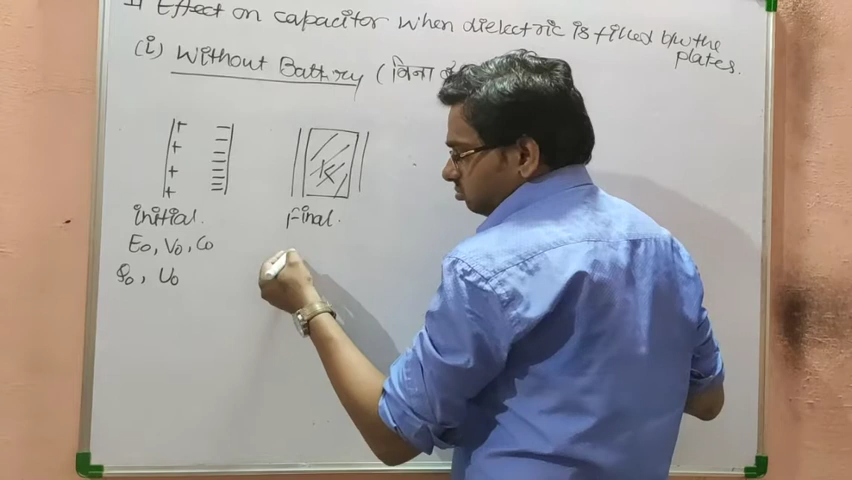 Effect on capacitor when dielectric is filled b/w the plates.
(i) Without Battery (बिना
+ + + +
K
initial. Final.
E₀, V₀, C₀
Q₀, U₀